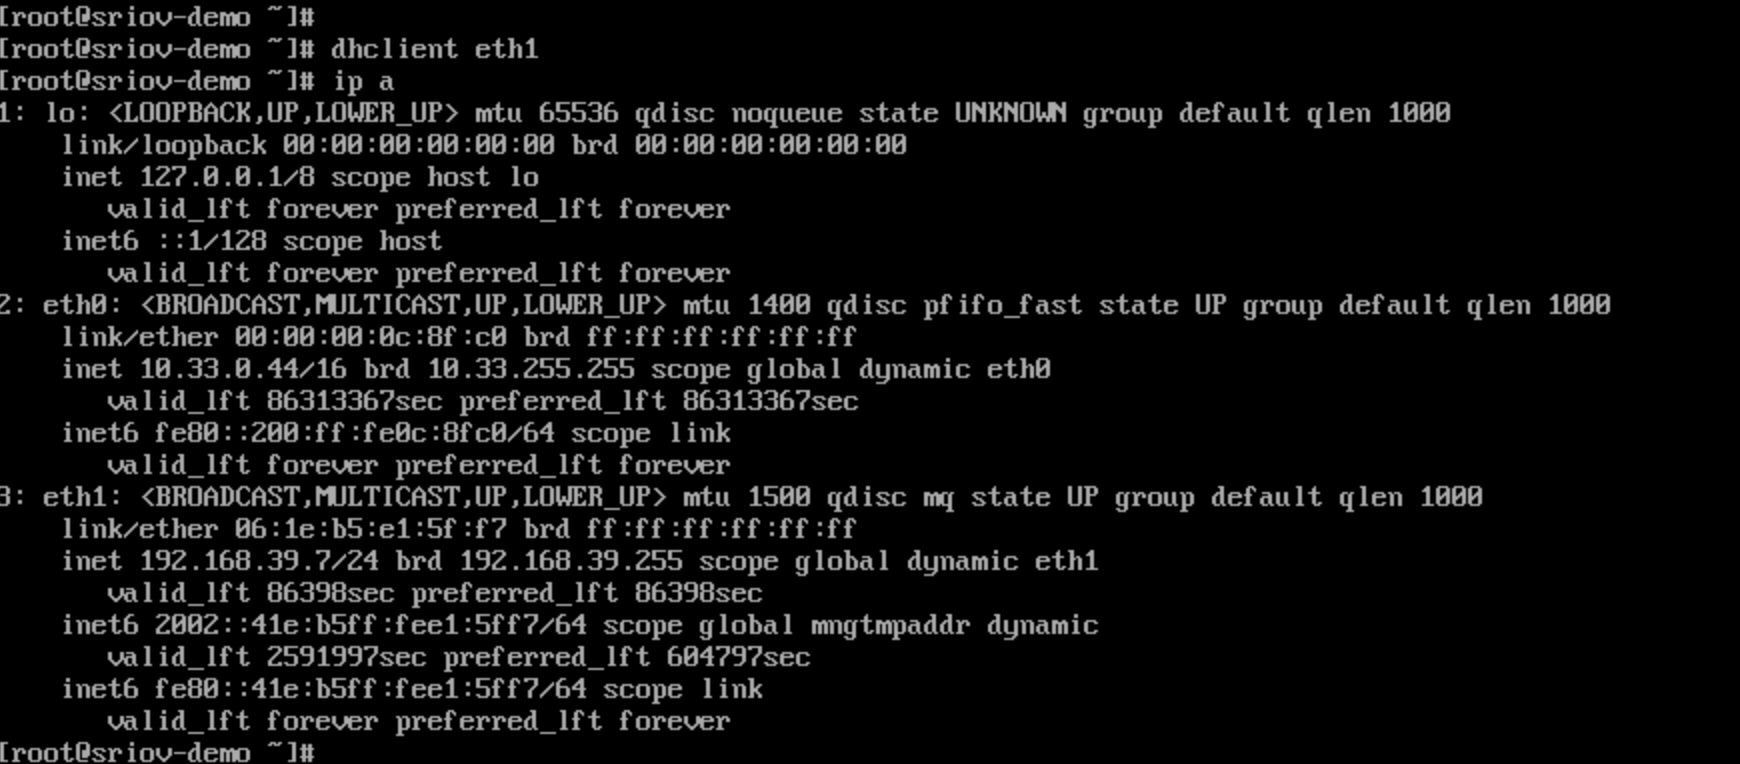 [root@sriov-demo ~]#
[root@sriov-demo ~]# dhclient eth1
[root@sriov-demo ~]# ip a
1: lo: <LOOPBACK,UP,LOWER_UP> mtu 65536 qdisc noqueue state UNKNOWN group default qlen 1000
    link/loopback 00:00:00:00:00:00 brd 00:00:00:00:00:00
    inet 127.0.0.1/8 scope host lo
       valid_lft forever preferred_lft forever
    inet6 ::1/128 scope host
       valid_lft forever preferred_lft forever
2: eth0: <BROADCAST,MULTICAST,UP,LOWER_UP> mtu 1400 qdisc pfifo_fast state UP group default qlen 1000
    link/ether 00:00:00:0c:8f:c0 brd ff:ff:ff:ff:ff:ff
    inet 10.33.0.44/16 brd 10.33.255.255 scope global dynamic eth0
       valid_lft 86313367sec preferred_lft 86313367sec
    inet6 fe80::200:ff:fe0c:8fc0/64 scope link
       valid_lft forever preferred_lft forever
3: eth1: <BROADCAST,MULTICAST,UP,LOWER_UP> mtu 1500 qdisc mq state UP group default qlen 1000
    link/ether 06:1e:b5:e1:5f:f7 brd ff:ff:ff:ff:ff:ff
    inet 192.168.39.7/24 brd 192.168.39.255 scope global dynamic eth1
       valid_lft 86398sec preferred_lft 86398sec
    inet6 2002::41e:b5ff:fee1:5ff7/64 scope global mngtmpaddr dynamic
       valid_lft 2591997sec preferred_lft 604797sec
    inet6 fe80::41e:b5ff:fee1:5ff7/64 scope link
       valid_lft forever preferred_lft forever
[root@sriov-demo ~]#